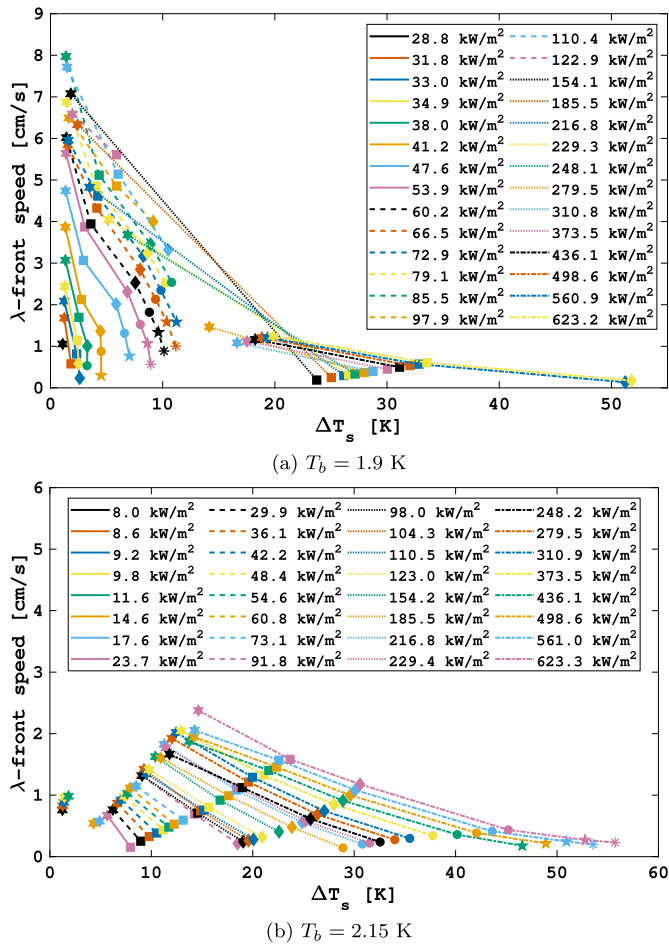 9
8
7
6
5
4
3
2
1
0
λ-front speed [cm/s]
28.8 kW/m²
31.8 kW/m²
33.0 kW/m²
34.9 kW/m²
38.0 kW/m²
41.2 kW/m²
47.6 kW/m²
53.9 kW/m²
60.2 kW/m²
66.5 kW/m²
72.9 kW/m²
79.1 kW/m²
85.5 kW/m²
97.9 kW/m²
110.4 kW/m²
122.9 kW/m²
154.1 kW/m²
185.5 kW/m²
216.8 kW/m²
229.3 kW/m²
248.1 kW/m²
279.5 kW/m²
310.8 kW/m²
373.5 kW/m²
436.1 kW/m²
498.6 kW/m²
560.9 kW/m²
623.2 kW/m²
0 10 20 30 40 50
ΔTₛ [K]
(a) T_b = 1.9 K
6
5
4
3
2
1
0
λ-front speed [cm/s]
8.0 kW/m²
8.6 kW/m²
9.2 kW/m²
9.8 kW/m²
11.6 kW/m²
14.6 kW/m²
17.6 kW/m²
23.7 kW/m²
29.9 kW/m²
36.1 kW/m²
42.2 kW/m²
48.4 kW/m²
54.6 kW/m²
60.8 kW/m²
73.1 kW/m²
91.8 kW/m²
98.0 kW/m²
104.3 kW/m²
110.5 kW/m²
123.0 kW/m²
154.2 kW/m²
185.5 kW/m²
216.8 kW/m²
229.4 kW/m²
248.2 kW/m²
279.5 kW/m²
310.9 kW/m²
373.5 kW/m²
436.1 kW/m²
498.6 kW/m²
561.0 kW/m²
623.3 kW/m²
0 10 20 30 40 50 60
ΔTₛ [K]
(b) T_b = 2.15 K